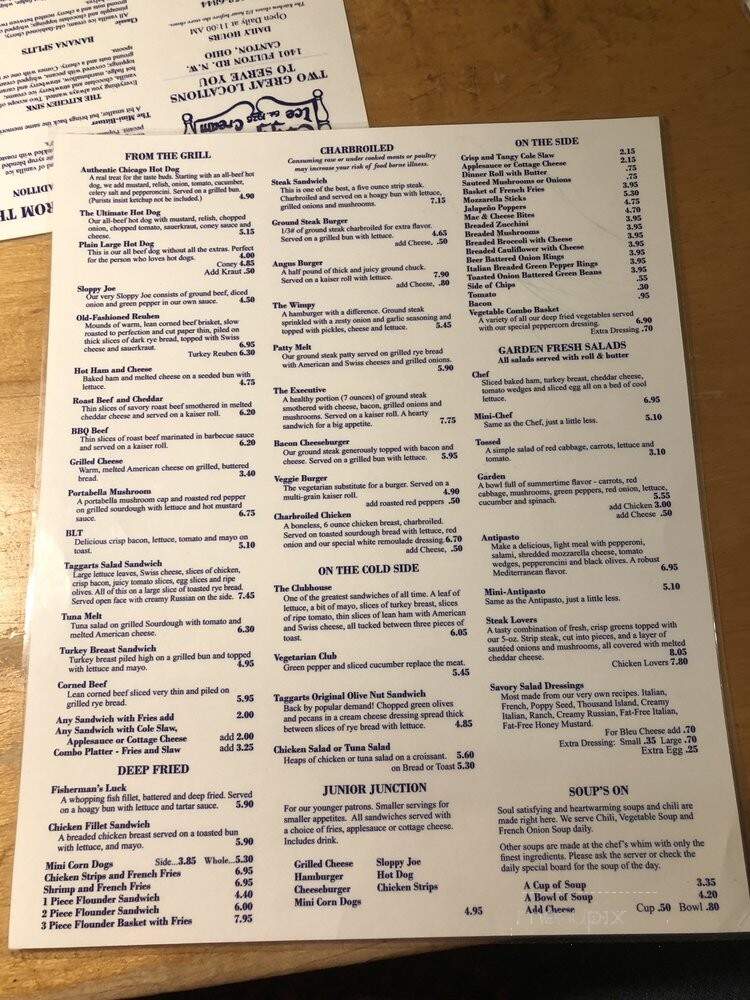 FROM THE GRILL
Authentic Chicago Hot Dog
A real treat for the taste buds. Starting with an all-beef hot
dog, we add mustard, relish, onion, tomato, cucumber,
celery salt and pepperoncini. Served on a grilled bun.
(Purists insist ketchup not be included.) 4.90
The Ultimate Hot Dog
Our all-beef hot dog with mustard, relish, chopped
onion, chopped tomato, sauerkraut, coney sauce and
cheese. 5.15
Plain Large Hot Dog
This is our all beef dog without all the extras. Perfect
for the person who loves hot dogs. 4.00
Coney 4.85
Add Kraut .50
Sloppy Joe
Our very Sloppy Joe consists of ground beef, diced
onion and green pepper in our own sauce. 4.50
Old-Fashioned Reuben
Mounds of warm, lean corned beef brisket, slow
roasted to perfection and cut paper thin, piled on
thick slices of dark rye bread, topped with Swiss
cheese and sauerkraut. 6.95
Turkey Reuben 6.30
Hot Ham and Cheese
Baked ham and melted cheese on a seeded bun with
lettuce. 4.75
Roast Beef and Cheddar
Thin slices of savory roast beef smothered in melted
cheddar cheese and served on a kaiser roll. 6.20
BBQ Beef
Thin slices of roast beef marinated in barbecue sauce
and served on a kaiser roll. 6.20
Grilled Cheese
Warm, melted American cheese on grilled, buttered
bread. 3.40
Portabella Mushroom
A portabella mushroom cap and roasted red pepper
on grilled sourdough with lettuce and hot mustard
sauce. 6.75
BLT
Delicious crisp bacon, lettuce, tomato and mayo on
toast. 5.10
Taggarts Salad Sandwich
Large lettuce leaves, Swiss cheese, slices of chicken,
crisp bacon, juicy tomato slices, egg slices and ripe
olives. All of this on a large slice of toasted rye bread.
Served open face with creamy Russian on the side. 7.45
Tuna Melt
Tuna salad on grilled Sourdough with tomato and
melted American cheese. 6.30
Turkey Breast Sandwich
Turkey breast piled high on a grilled bun and topped
with lettuce and mayo. 4.95
Corned Beef
Lean corned beef sliced very thin and piled on
grilled rye bread. 5.95
Any Sandwich with Fries add 2.00
Any Sandwich with Cole Slaw,
Applesauce or Cottage Cheese add 2.00
Combo Platter - Fries and Slaw add 3.25
DEEP FRIED
Fisherman's Luck
A whopping fish fillet, battered and deep fried. Served
on a hoagy bun with lettuce and tartar sauce. 5.90
Chicken Fillet Sandwich
A breaded chicken breast served on a toasted bun
with lettuce, and mayo. 5.90
Mini Corn Dogs Side...3.85 Whole...5.30
Chicken Strips and French Fries 6.95
Shrimp and French Fries 6.95
1 Piece Flounder Sandwich 4.40
2 Piece Flounder Sandwich 6.00
3 Piece Flounder Basket with Fries 7.95
CHARBROILED
Consuming raw or under cooked meats or poultry
may increase your risk of food borne illness.
Steak Sandwich
This is one of the best, a five ounce strip steak.
Charbroiled and served on a hoagy bun with lettuce,
grilled onions and mushrooms. 7.15
Ground Steak Burger
1/3# of ground steak charbroiled for extra flavor.
Served on a grilled bun with lettuce. 4.65
add Cheese, .50
Angus Burger
A half pound of thick and juicy ground chuck.
Served on a kaiser roll with lettuce. 7.90
add Cheese, .80
The Wimpy
A hamburger with a difference. Ground steak
sprinkled with a zesty onion and garlic seasoning and
topped with pickles, cheese and lettuce. 5.45
Patty Melt
Our ground steak patty served on grilled rye bread
with American and Swiss cheeses and grilled onions.
5.90
The Executive
A healthy portion (7 ounces) of ground steak
smothered with cheese, bacon, grilled onions and
mushrooms. Served on a kaiser roll. A hearty
sandwich for a big appetite. 7.75
Bacon Cheeseburger
Our ground steak generously topped with bacon and
cheese. Served on a grilled bun with lettuce. 5.95
Veggie Burger
The vegetarian substitute for a burger. Served on a
multi-grain kaiser roll. 4.90
add roasted red peppers .50
Charbroiled Chicken
A boneless, 6 ounce chicken breast, charbroiled.
Served on toasted sourdough bread with lettuce, red
onion and our special white remoulade dressing. 6.70
add Cheese, .50
ON THE COLD SIDE
The Clubhouse
One of the greatest sandwiches of all time. A leaf of
lettuce, a bit of mayo, slices of turkey breast, slices
of ripe tomato, thin slices of lean ham with American
and Swiss cheese, all tucked between three pieces of
toast. 6.05
Vegetarian Club
Green pepper and sliced cucumber replace the meat.
5.45
Taggarts Original Olive Nut Sandwich
Back by popular demand! Chopped green olives
and pecans in a cream cheese dressing spread thick
between slices of rye bread with lettuce. 4.85
Chicken Salad or Tuna Salad
Heaps of chicken or tuna salad on a croissant. 5.60
on Bread or Toast 5.30
JUNIOR JUNCTION
For our younger patrons. Smaller servings for
smaller appetites. All sandwiches served with
a choice of fries, applesauce or cottage cheese.
Includes drink.
Grilled Cheese Sloppy Joe
Hamburger Hot Dog
Cheeseburger Chicken Strips
Mini Corn Dogs
4.95
ON THE SIDE
Crisp and Tangy Cole Slaw 2.15
Applesauce or Cottage Cheese 2.15
Dinner Roll with Butter .75
Sauteed Mushrooms or Onions .75
Basket of French Fries 3.95
Mozzarella Sticks 5.30
Jalapeño Poppers 4.75
Mac & Cheese Bites 4.70
Breaded Zucchini 3.95
Breaded Mushrooms 3.95
Breaded Broccoli with Cheese 3.95
Breaded Cauliflower with Cheese 3.95
Beer Battered Onion Rings 3.95
Italian Breaded Green Pepper Rings 3.95
Toasted Onion Battered Green Beans 3.95
Side of Chips .55
Tomato .30
Bacon .95
Vegetable Combo Basket
A variety of all our deep fried vegetables served
with our special peppercorn dressing. 6.90
Extra Dressing .70
GARDEN FRESH SALADS
All salads served with roll & butter
Chef
Sliced baked ham, turkey breast, cheddar cheese,
tomato wedges and sliced egg all on a bed of cool
lettuce. 6.95
Mini-Chef 5.10
Same as the Chef, just a little less.
Tossed
A simple salad of red cabbage, carrots, lettuce and
tomato. 3.10
Garden
A bowl full of summertime flavor - carrots, red
cabbage, mushrooms, green peppers, red onion, lettuce,
cucumber and spinach. 5.55
add Chicken 3.00
add Cheese .50
Antipasto
Make a delicious, light meal with pepperoni,
salami, shredded mozzarella cheese, tomato
wedges, pepperoncini and black olives. A robust
Mediterranean flavor. 6.95
Mini-Antipasto 5.10
Same as the Antipasto, just a little less.
Steak Lovers
A tasty combination of fresh, crisp greens topped with
our 5-oz. Strip steak, cut into pieces, and a layer of
sautéed onions and mushrooms, all covered with melted
cheddar cheese. 8.05
Chicken Lovers 7.80
Savory Salad Dressings
Most made from our very own recipes. Italian,
French, Poppy Seed, Thousand Island, Creamy
Italian, Ranch, Creamy Russian, Fat-Free Italian,
Fat-Free Honey Mustard.
For Bleu Cheese add .70
Extra Dressing: Small .35 Large .70
Extra Egg .25
SOUP'S ON
Soul satisfying and heartwarming soups and chili are
made right here. We serve Chili, Vegetable Soup and
French Onion Soup daily.
Other soups are made at the chef's whim with only the
finest ingredients. Please ask the server or check the
daily special board for the soup of the day.
A Cup of Soup 3.35
A Bowl of Soup 4.20
Add Cheese Cup .50 Bowl .80
Ice Cream
TWO GREAT LOCATIONS
TO SERVE YOU
1401 FULTON RD. N.W.
CANTON, OHIO
DAILY HOURS
Open Daily at 11:00 AM
THE KITCHEN SINK
BANANA SPLITS
Classic